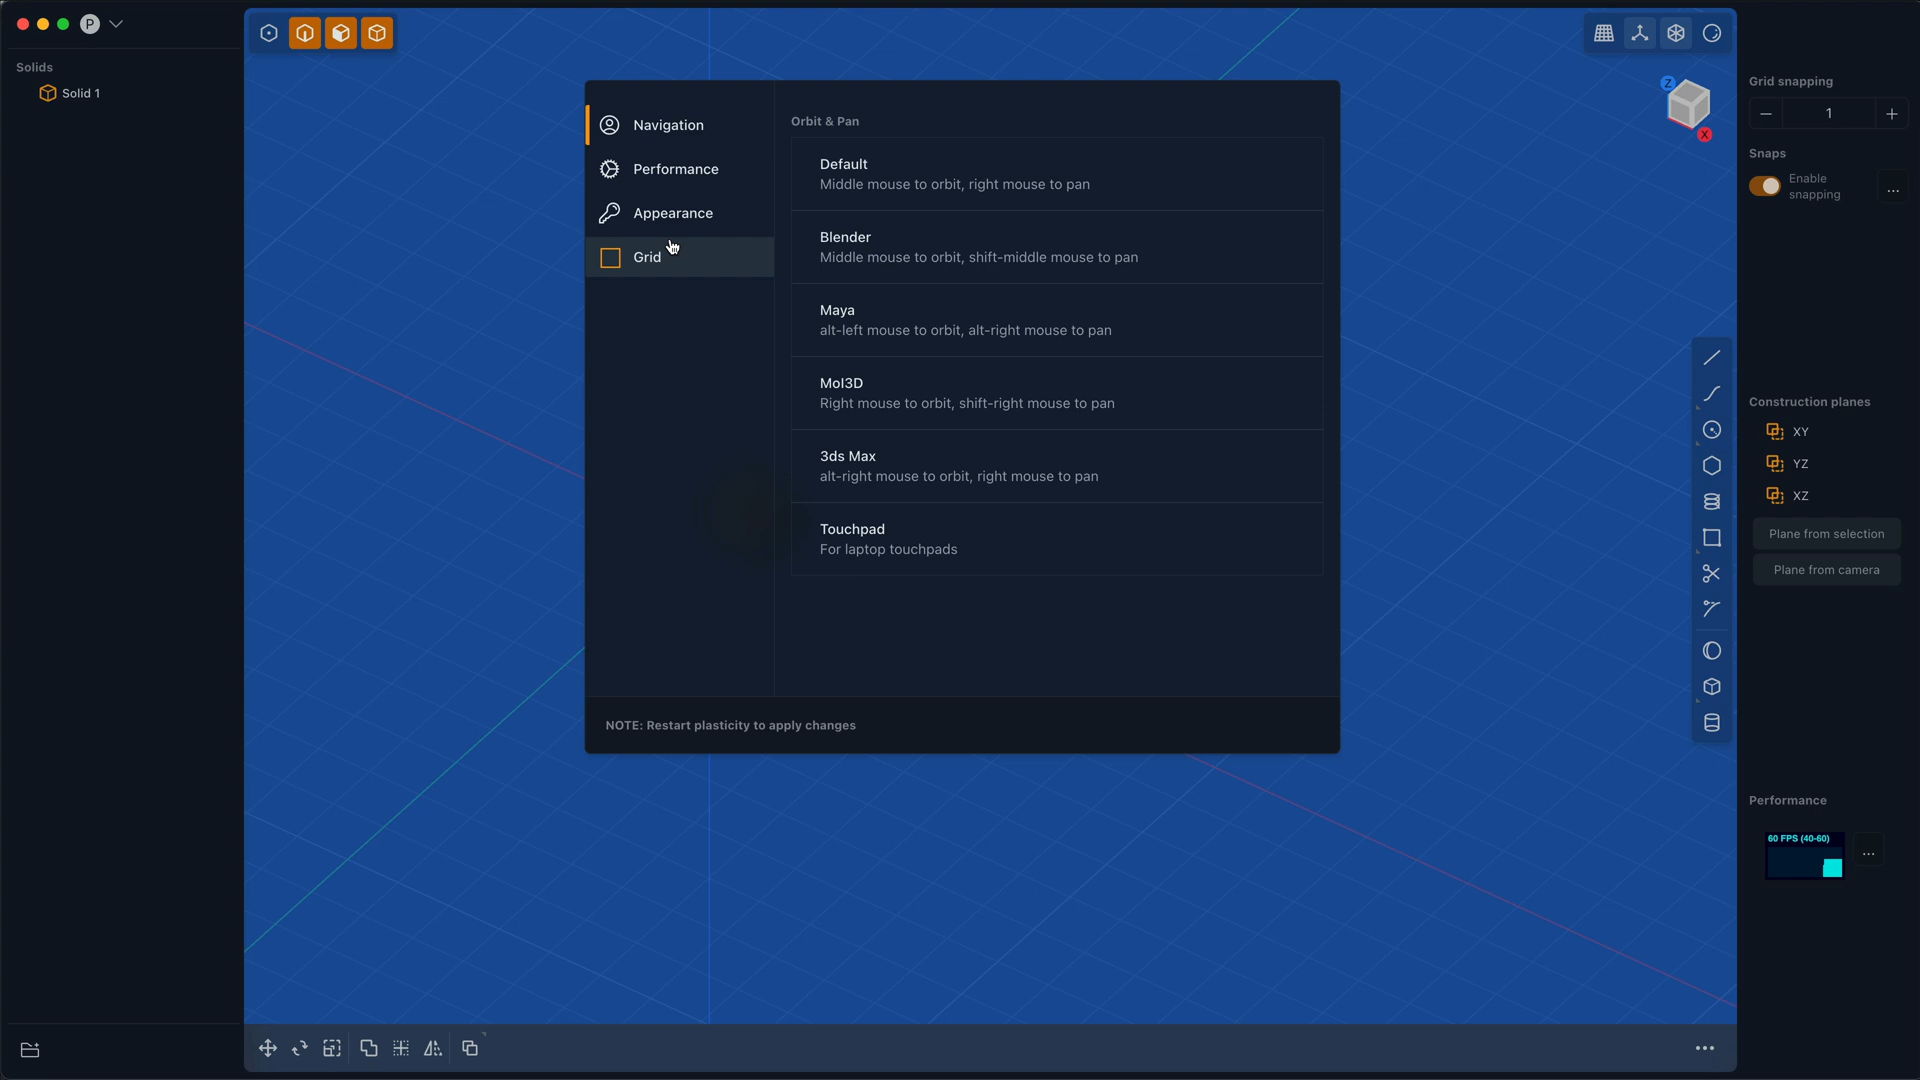 P
Solids
Solid 1
Navigation
Performance
Appearance
Grid
Orbit & Pan
Default
Middle mouse to orbit, right mouse to pan
Blender
Middle mouse to orbit, shift-middle mouse to pan
Maya
alt-left mouse to orbit, alt-right mouse to pan
MoI3D
Right mouse to orbit, shift-right mouse to pan
3ds Max
alt-right mouse to orbit, right mouse to pan
Touchpad
For laptop touchpads
NOTE: Restart plasticity to apply changes
Z
X
Grid snapping
1
Snaps
Enable
snapping
...
Construction planes
XY
YZ
XZ
Plane from selection
Plane from camera
Performance
60 FPS (40-60)
...